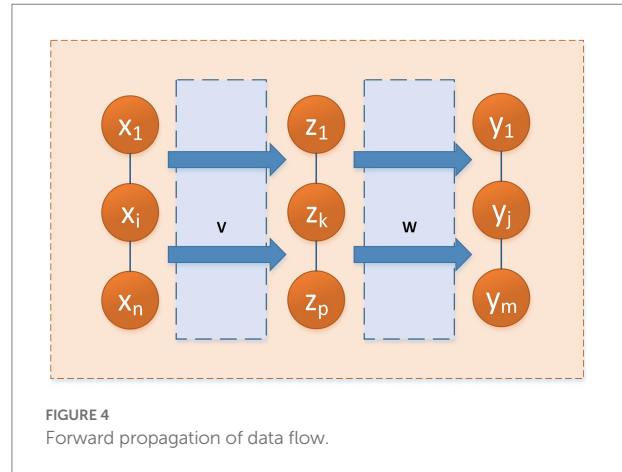 x1 z1 y1
xi v zk w yj
xn zp ym
FIGURE 4
Forward propagation of data flow.